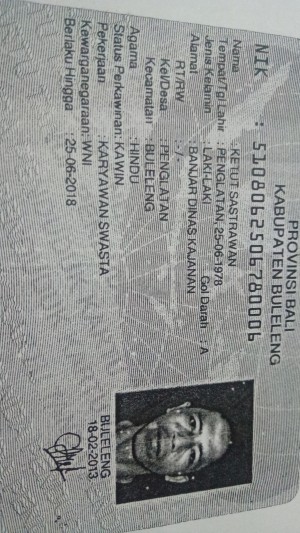 PROVINSI BALI
KABUPATEN BULELENG
NIK : 5108062506780006
Nama : KETUT SASTRAWAN
Tempat/Tgl Lahir : PENGLATAN, 25-06-1978
Jenis Kelamin : LAKI-LAKI Gol Darah : A
Alamat : BANJAR DINAS KAJANAN
RT/RW : - / -
Kel/Desa : PENGLATAN
Kecamatan : BULELENG
Agama : HINDU
Status Perkawinan: KAWIN
Pekerjaan : KARYAWAN SWASTA
Kewarganegaraan: WNI
Berlaku Hingga : 25-06-2018
BULELENG
18-02-2013